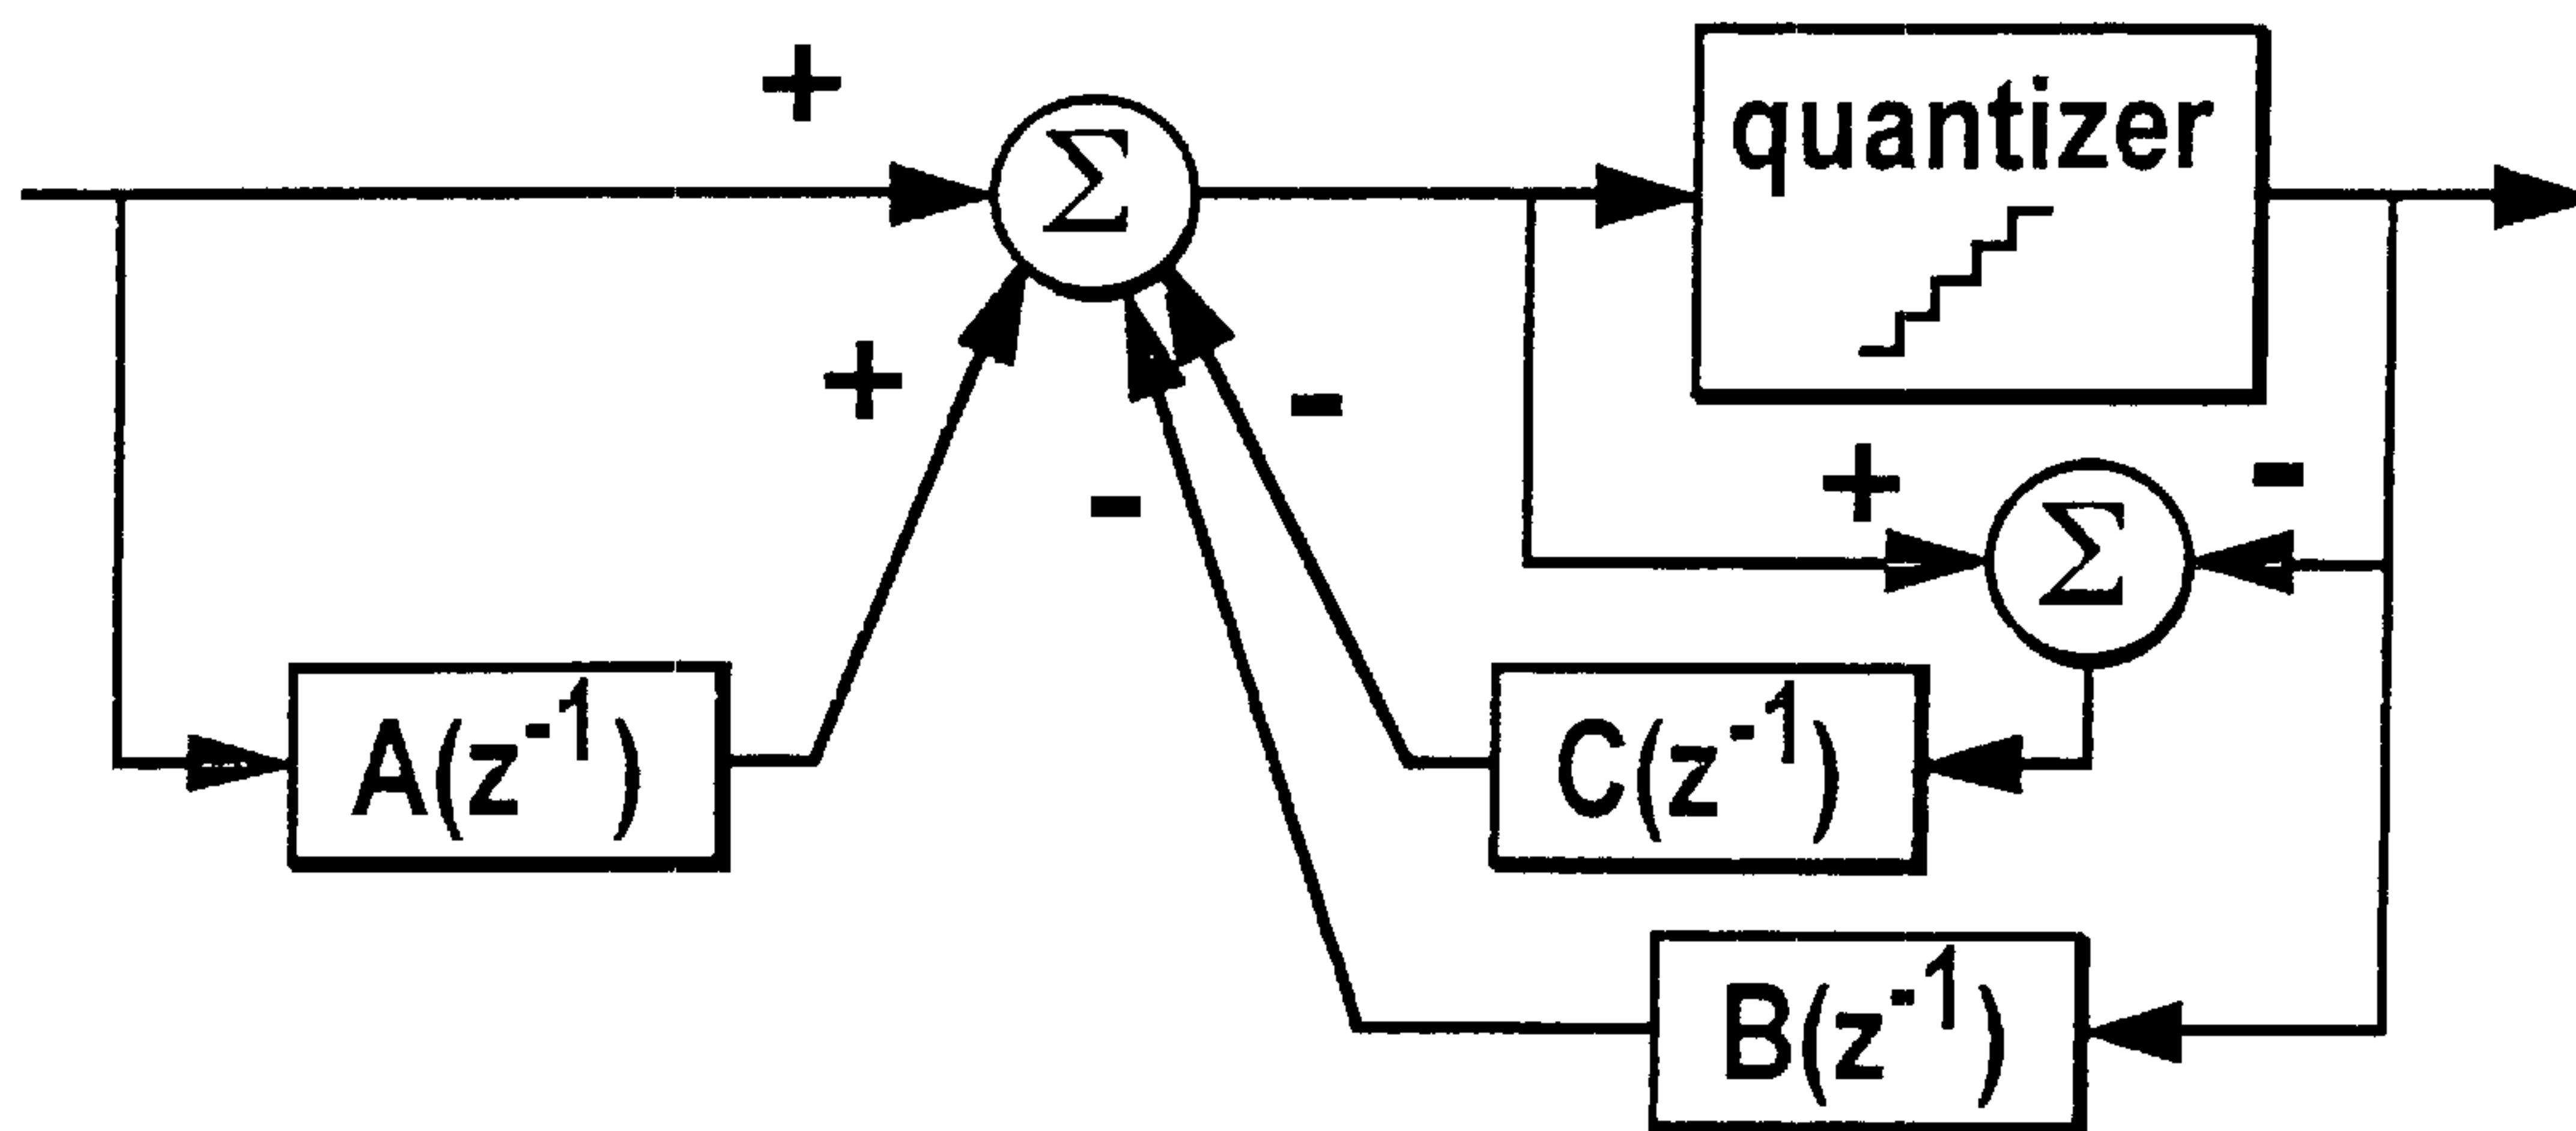 +
Σ
quantizer
+
-
-
+
-
Σ
A(z⁻¹)
C(z⁻¹)
B(z⁻¹)